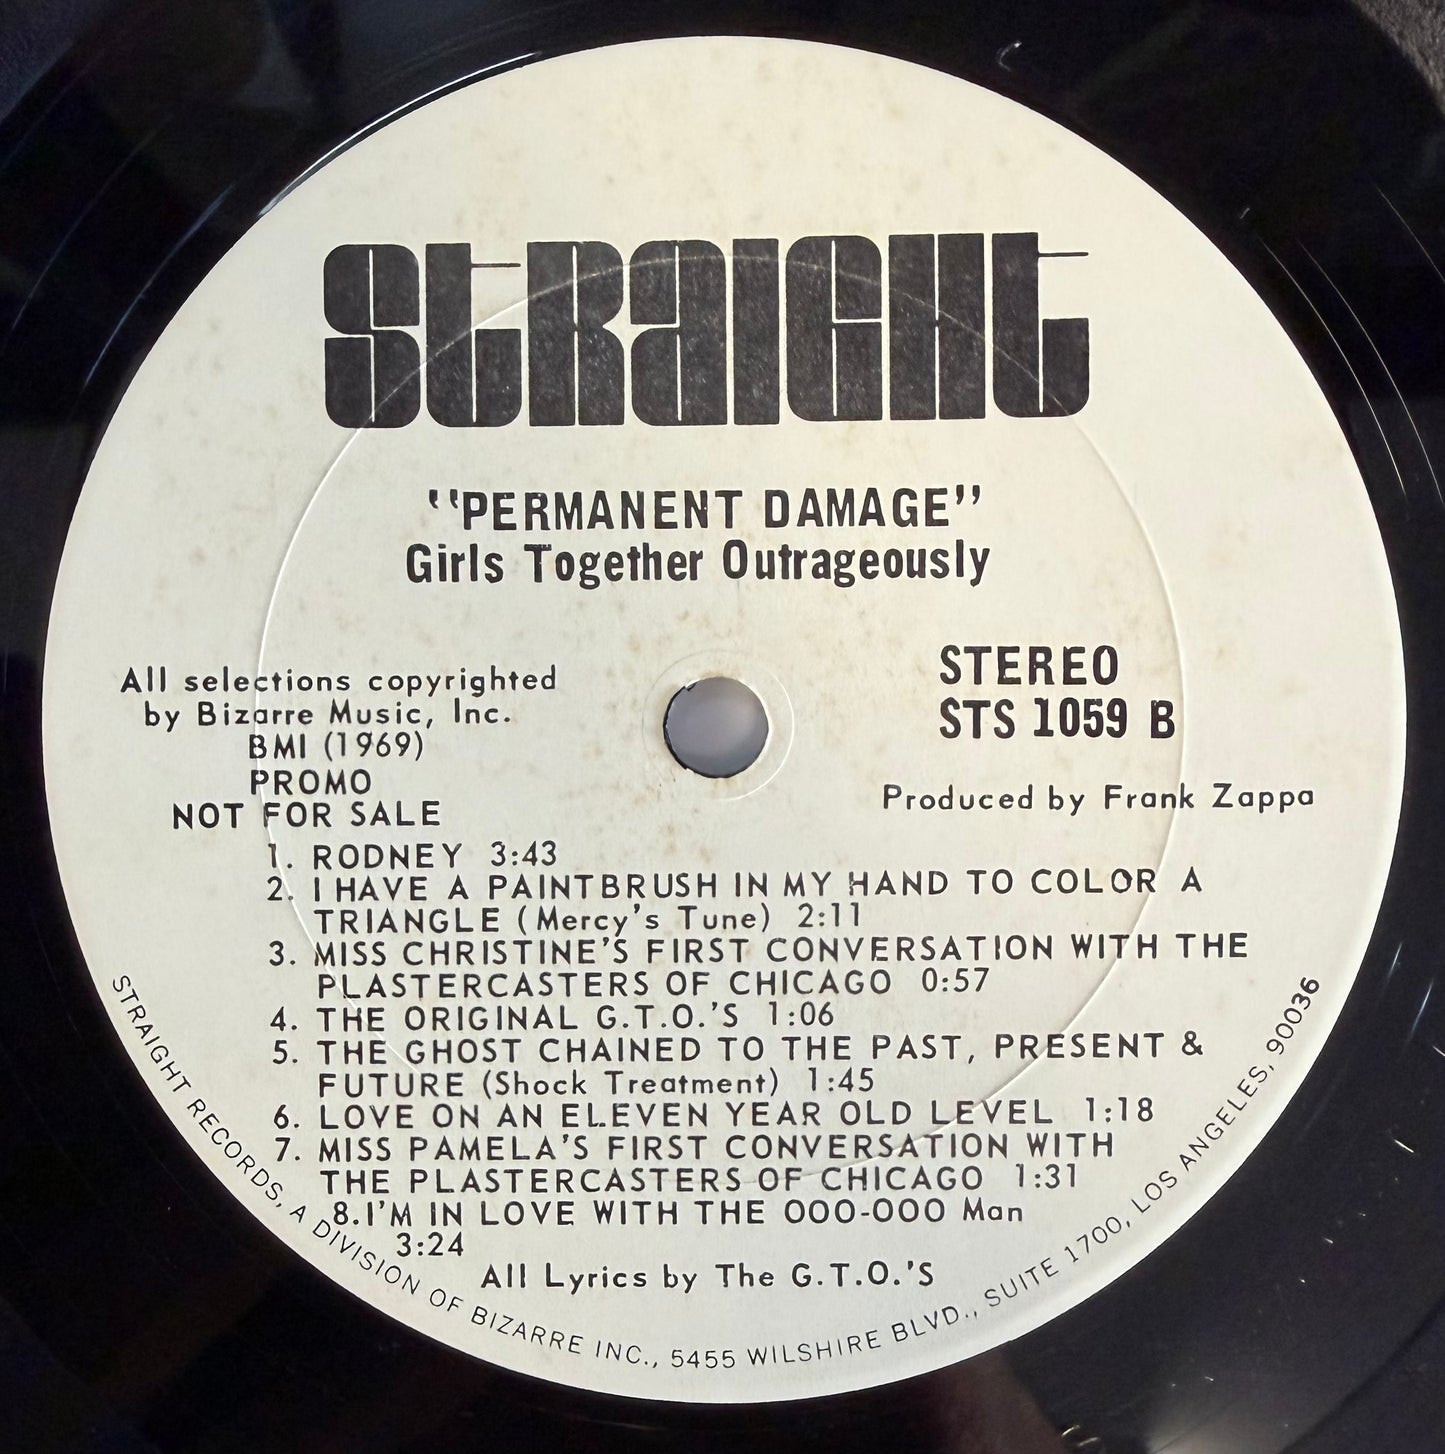 STRAIGHT
"PERMANENT DAMAGE"
Girls Together Outrageously
All selections copyrighted
by Bizarre Music, Inc.
BMI (1969)
PROMO
NOT FOR SALE
STEREO
STS 1059 B
Produced by Frank Zappa
1. RODNEY 3:43
2. I HAVE A PAINTBRUSH IN MY HAND TO COLOR A
TRIANGLE (Mercy's Tune) 2:11
3. MISS CHRISTINE'S FIRST CONVERSATION WITH THE
PLASTERCASTERS OF CHICAGO 0:57
4. THE ORIGINAL G.T.O.'S 1:06
5. THE GHOST CHAINED TO THE PAST, PRESENT &
FUTURE (Shock Treatment) 1:45
6. LOVE ON AN ELEVEN YEAR OLD LEVEL 1:18
7. MISS PAMELA'S FIRST CONVERSATION WITH
THE PLASTERCASTERS OF CHICAGO 1:31
8.I'M IN LOVE WITH THE OOO-OOO Man
3:24
All Lyrics by The G.T.O.'S
STRAIGHT RECORDS, A DIVISION OF BIZARRE INC., 5455 WILSHIRE BLVD., SUITE 1700, LOS ANGELES, 90036